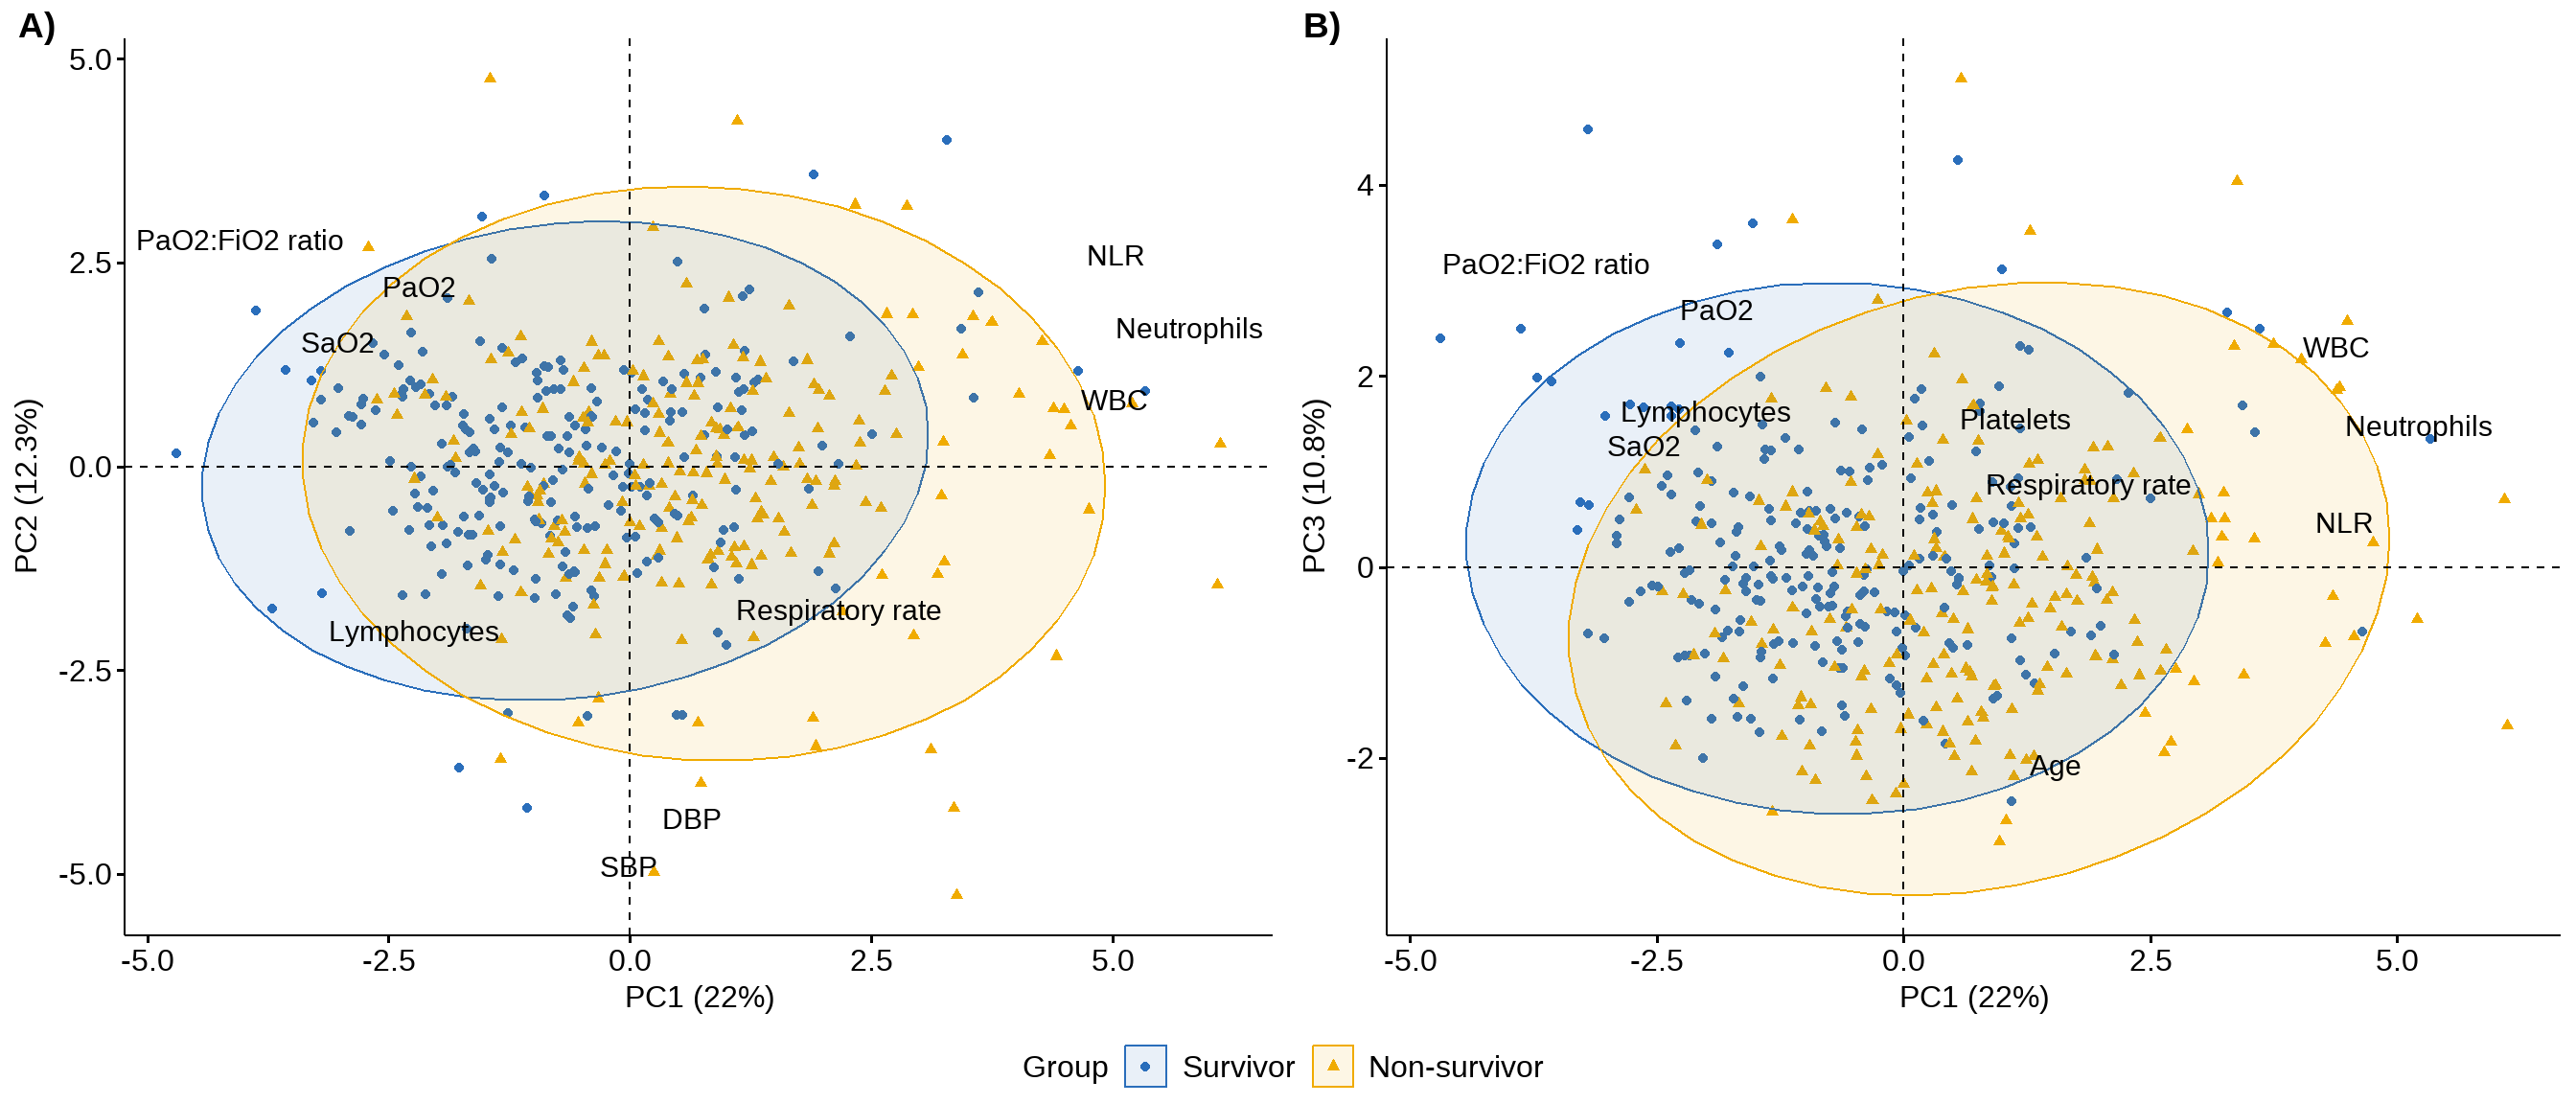 A)
5.0
2.5
0.0
-2.5
-5.0
PC2 (12.3%)
PaO2:FiO2 ratio
PaO2
SaO2
NLR
Neutrophils
WBC
Lymphocytes
Respiratory rate
DBP
SBP
-5.0
-2.5
0.0
2.5
5.0
PC1 (22%)
B)
4
2
0
-2
PC3 (10.8%)
PaO2:FiO2 ratio
PaO2
WBC
Lymphocytes
Platelets
Neutrophils
SaO2
Respiratory rate
NLR
Age
-5.0
-2.5
0.0
2.5
5.0
PC1 (22%)
Group
Survivor
Non-survivor